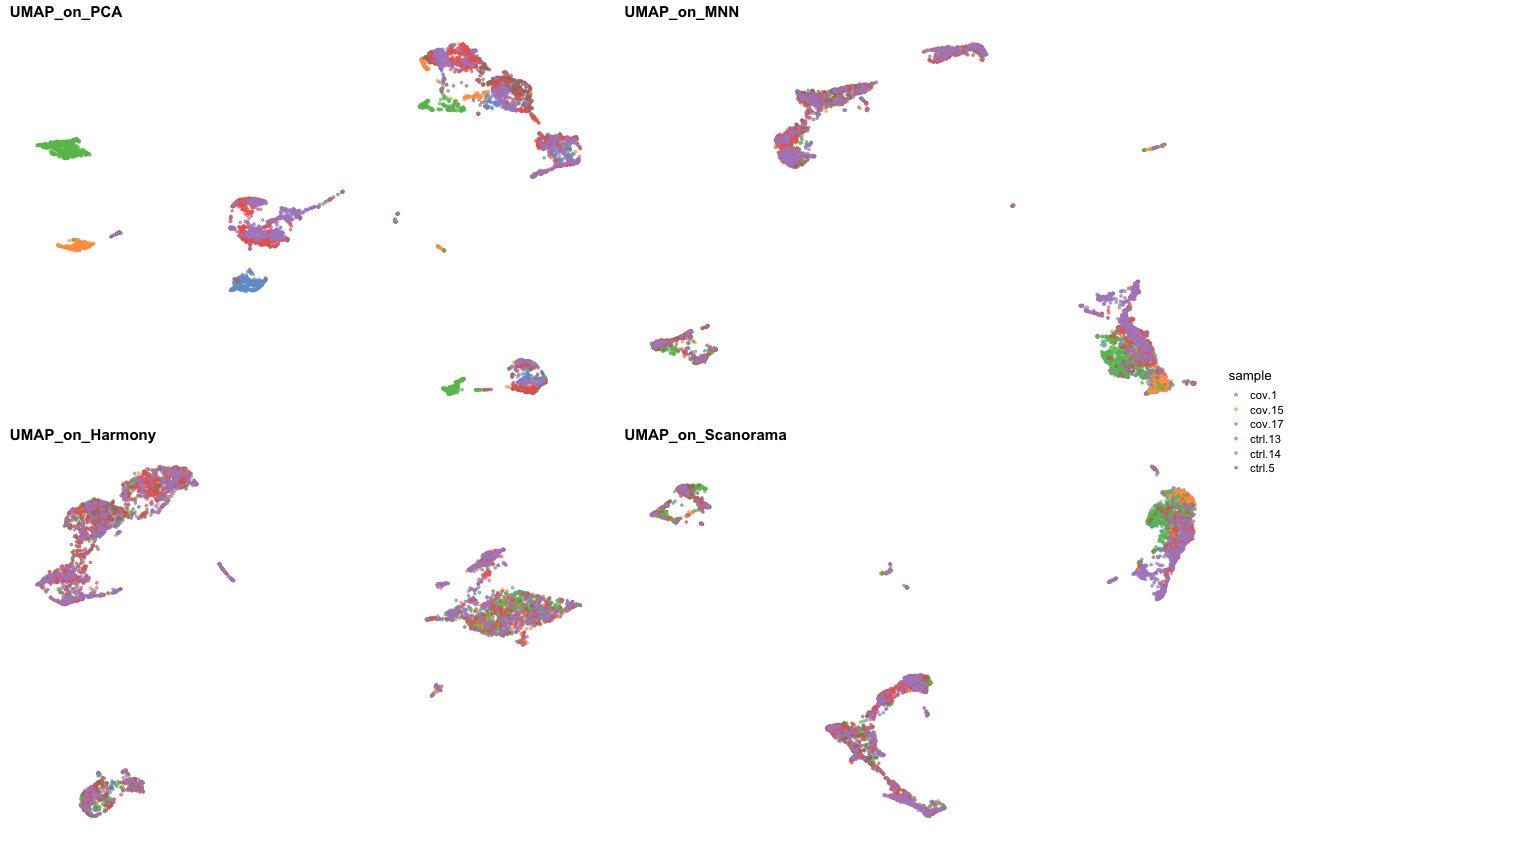 UMAP_on_PCA
UMAP_on_MNN
sample
cov.1
cov.15
cov.17
ctrl.13
ctrl.14
ctrl.5
UMAP_on_Harmony
UMAP_on_Scanorama